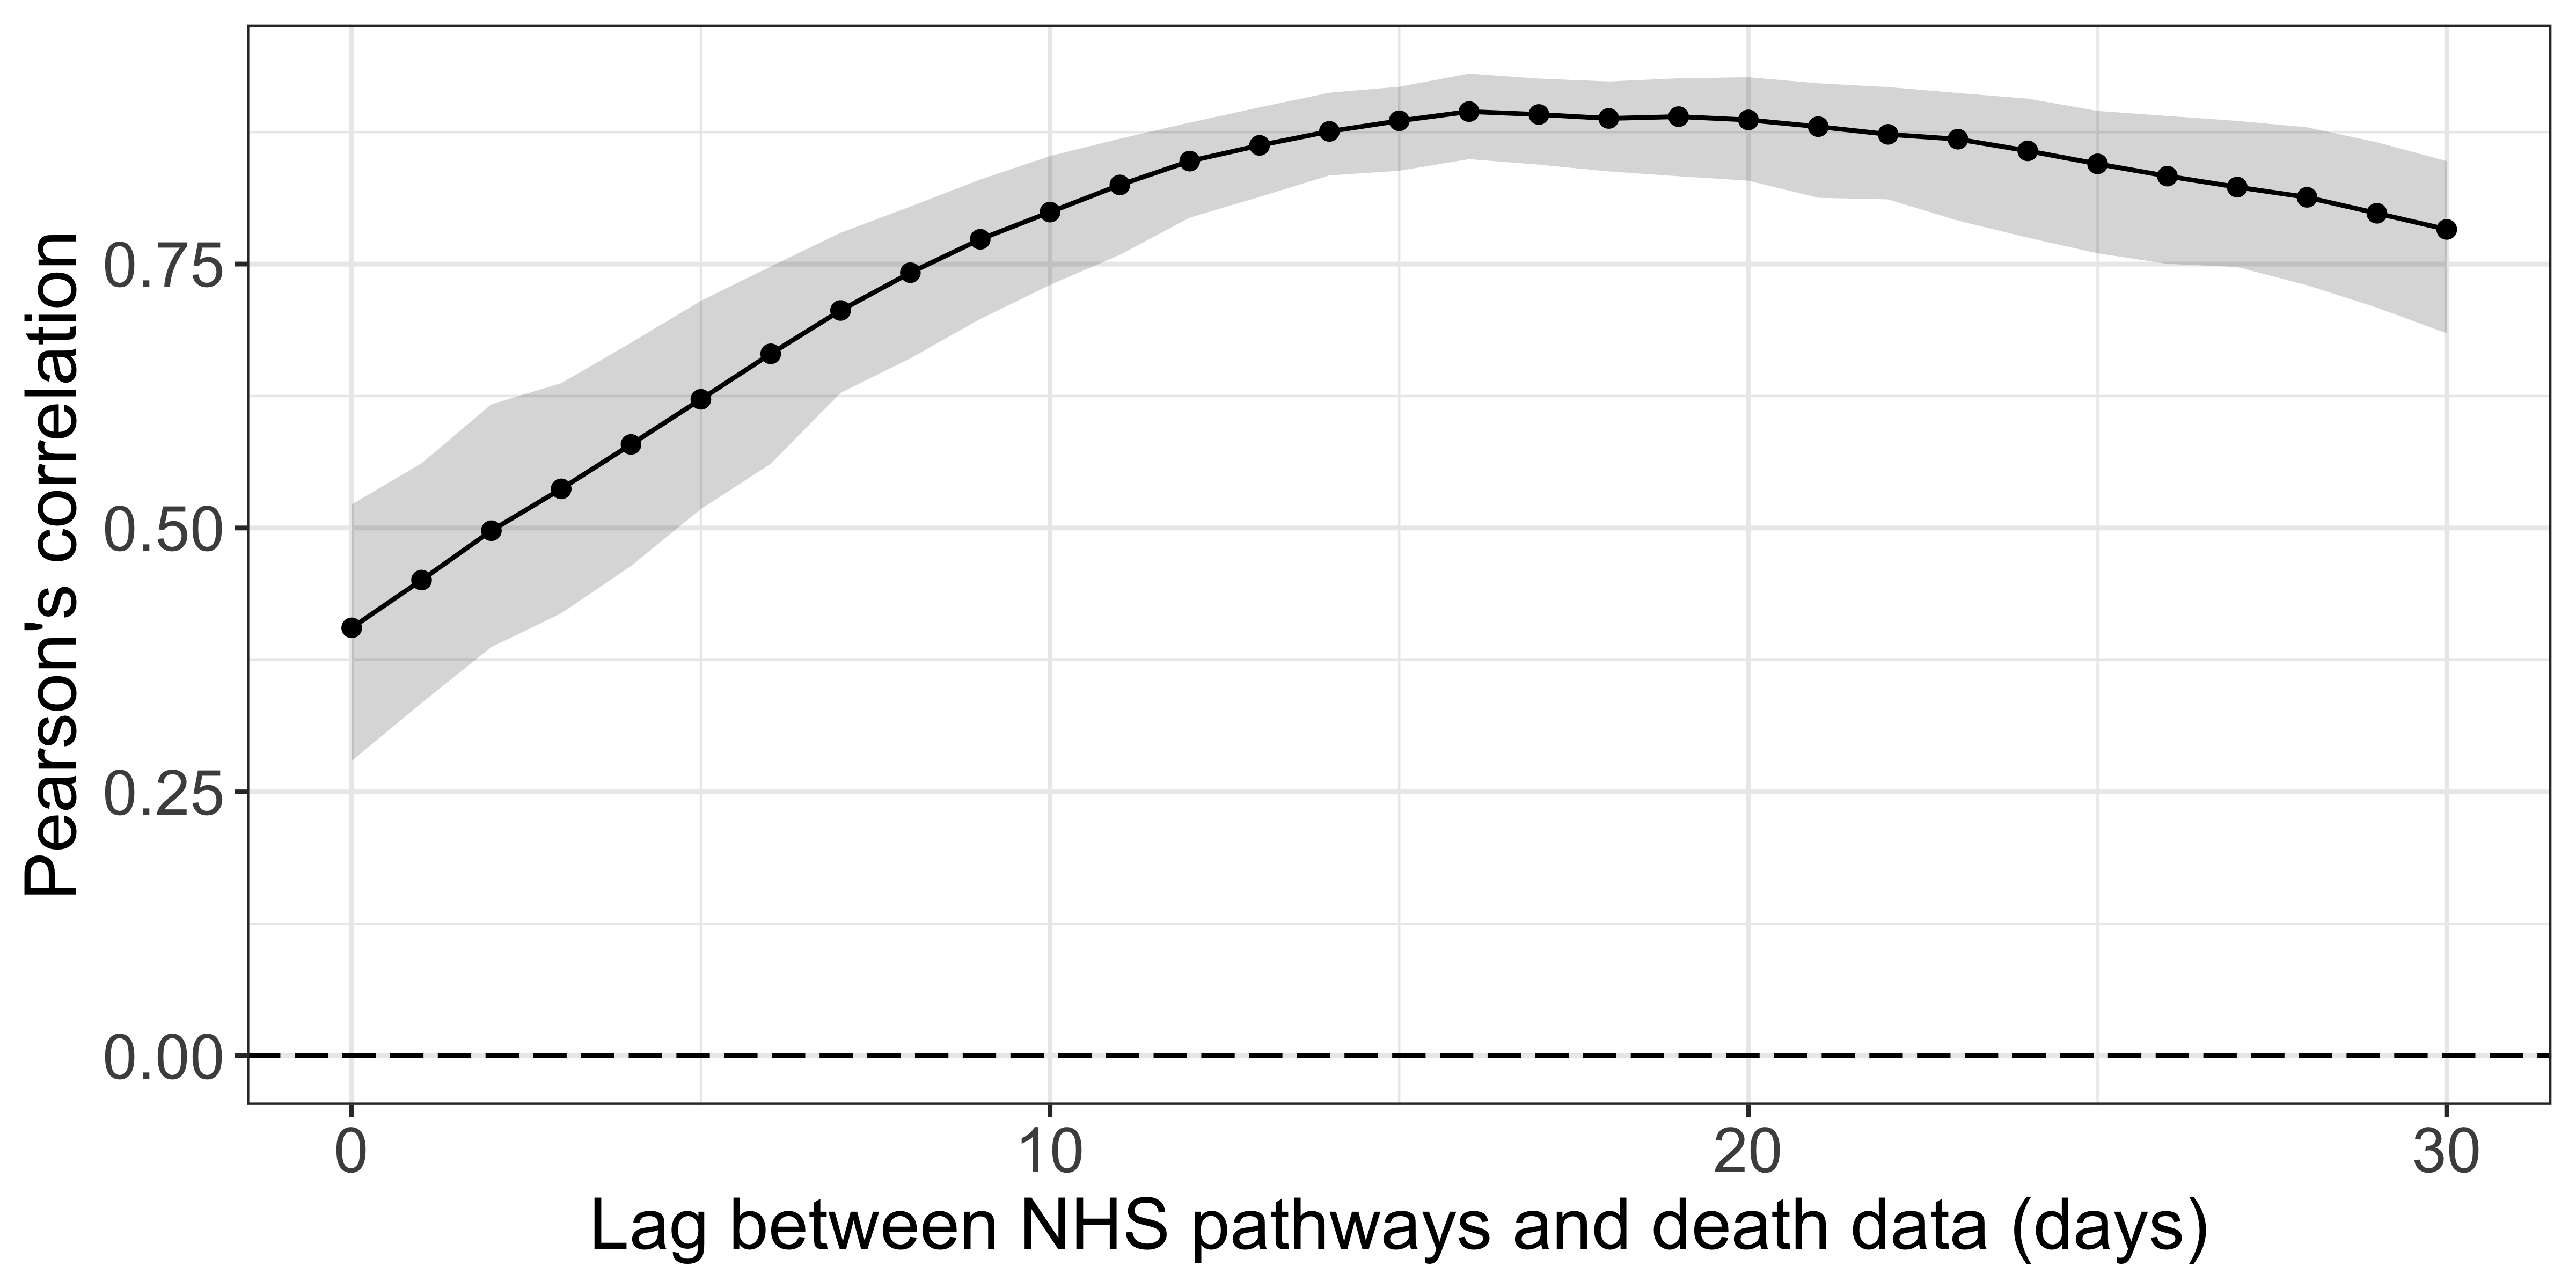 Pearson's correlation
0.75
0.50
0.25
0.00
0 10 20 30
Lag between NHS pathways and death data (days)